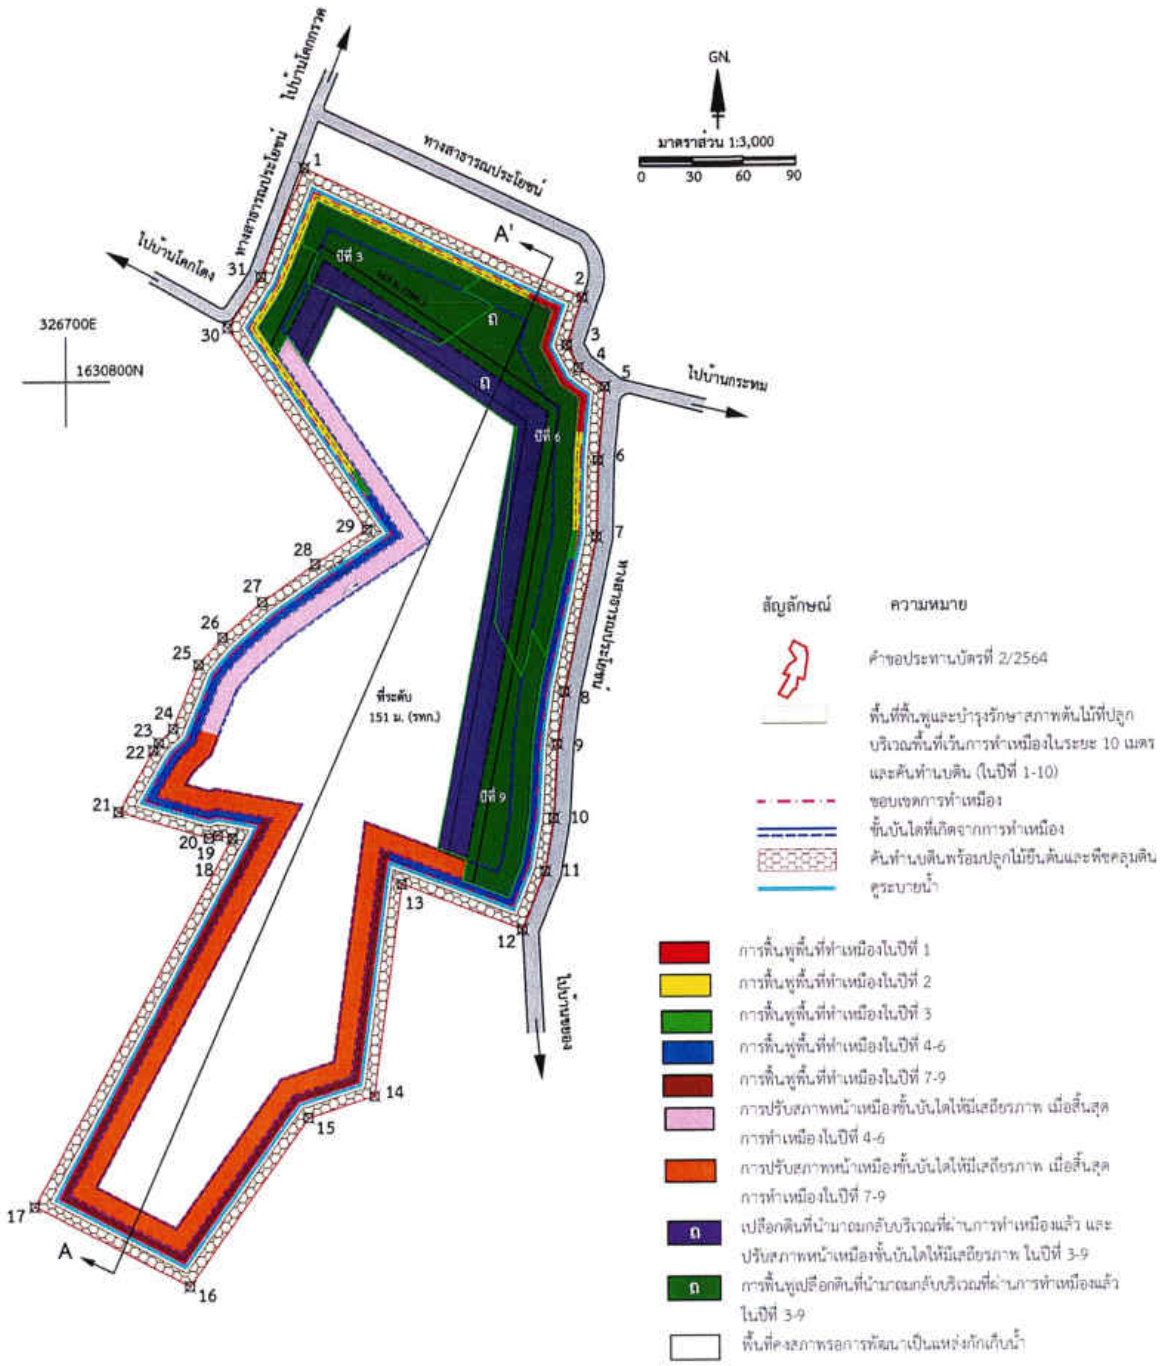 ไปบ้านโคกกรวด
GN.
มาตราส่วน 1:3,000
0 30 60 90
ทางสาธารณประโยชน์
ทางสาธารณประโยชน์
1
A'
ไปบ้านโคกโตง
31
ปีที่ 3
2
ถ
30
3
326700E
4
1630800N
5
ไปบ้านกระทม
ถ
ปีที่ 6
6
29
7
28
ทางสาธารณประโยชน์
27
26
25
8
ที่ระดับ
151 ม. (รทก.)
24
23
22
9
ปีที่ 9
21
10
20
19
18
11
13
12
ไปบ้านขยอง
14
15
17
A
16
สัญลักษณ์ ความหมาย
คำขอประทานบัตรที่ 2/2564
พื้นที่ฟื้นฟูและบำรุงรักษาสภาพต้นไม้ที่ปลูก
บริเวณพื้นที่เว้นการทำเหมืองในระยะ 10 เมตร
และคันทำนบดิน (ในปีที่ 1-10)
ขอบเขตการทำเหมือง
ขั้นบันไดที่เกิดจากการทำเหมือง
คันทำนบดินพร้อมปลูกไม้ยืนต้นและพืชคลุมดิน
คูระบายน้ำ
การฟื้นฟูพื้นที่ทำเหมืองในปีที่ 1
การฟื้นฟูพื้นที่ทำเหมืองในปีที่ 2
การฟื้นฟูพื้นที่ทำเหมืองในปีที่ 3
การฟื้นฟูพื้นที่ทำเหมืองในปีที่ 4-6
การฟื้นฟูพื้นที่ทำเหมืองในปีที่ 7-9
การปรับสภาพหน้าเหมืองขั้นบันไดให้มีเสถียรภาพ เมื่อสิ้นสุด
การทำเหมืองในปีที่ 4-6
การปรับสภาพหน้าเหมืองขั้นบันไดให้มีเสถียรภาพ เมื่อสิ้นสุด
การทำเหมืองในปีที่ 7-9
ถ เปลือกดินที่นำมาถมกลับบริเวณที่ผ่านการทำเหมืองแล้ว และ
ปรับสภาพหน้าเหมืองขั้นบันไดให้มีเสถียรภาพ ในปีที่ 3-9
ถ การฟื้นฟูเปลือกดินที่นำมาถมกลับบริเวณที่ผ่านการทำเหมืองแล้ว
ในปีที่ 3-9
พื้นที่คงสภาพรอการพัฒนาเป็นแหล่งกักเก็บน้ำ